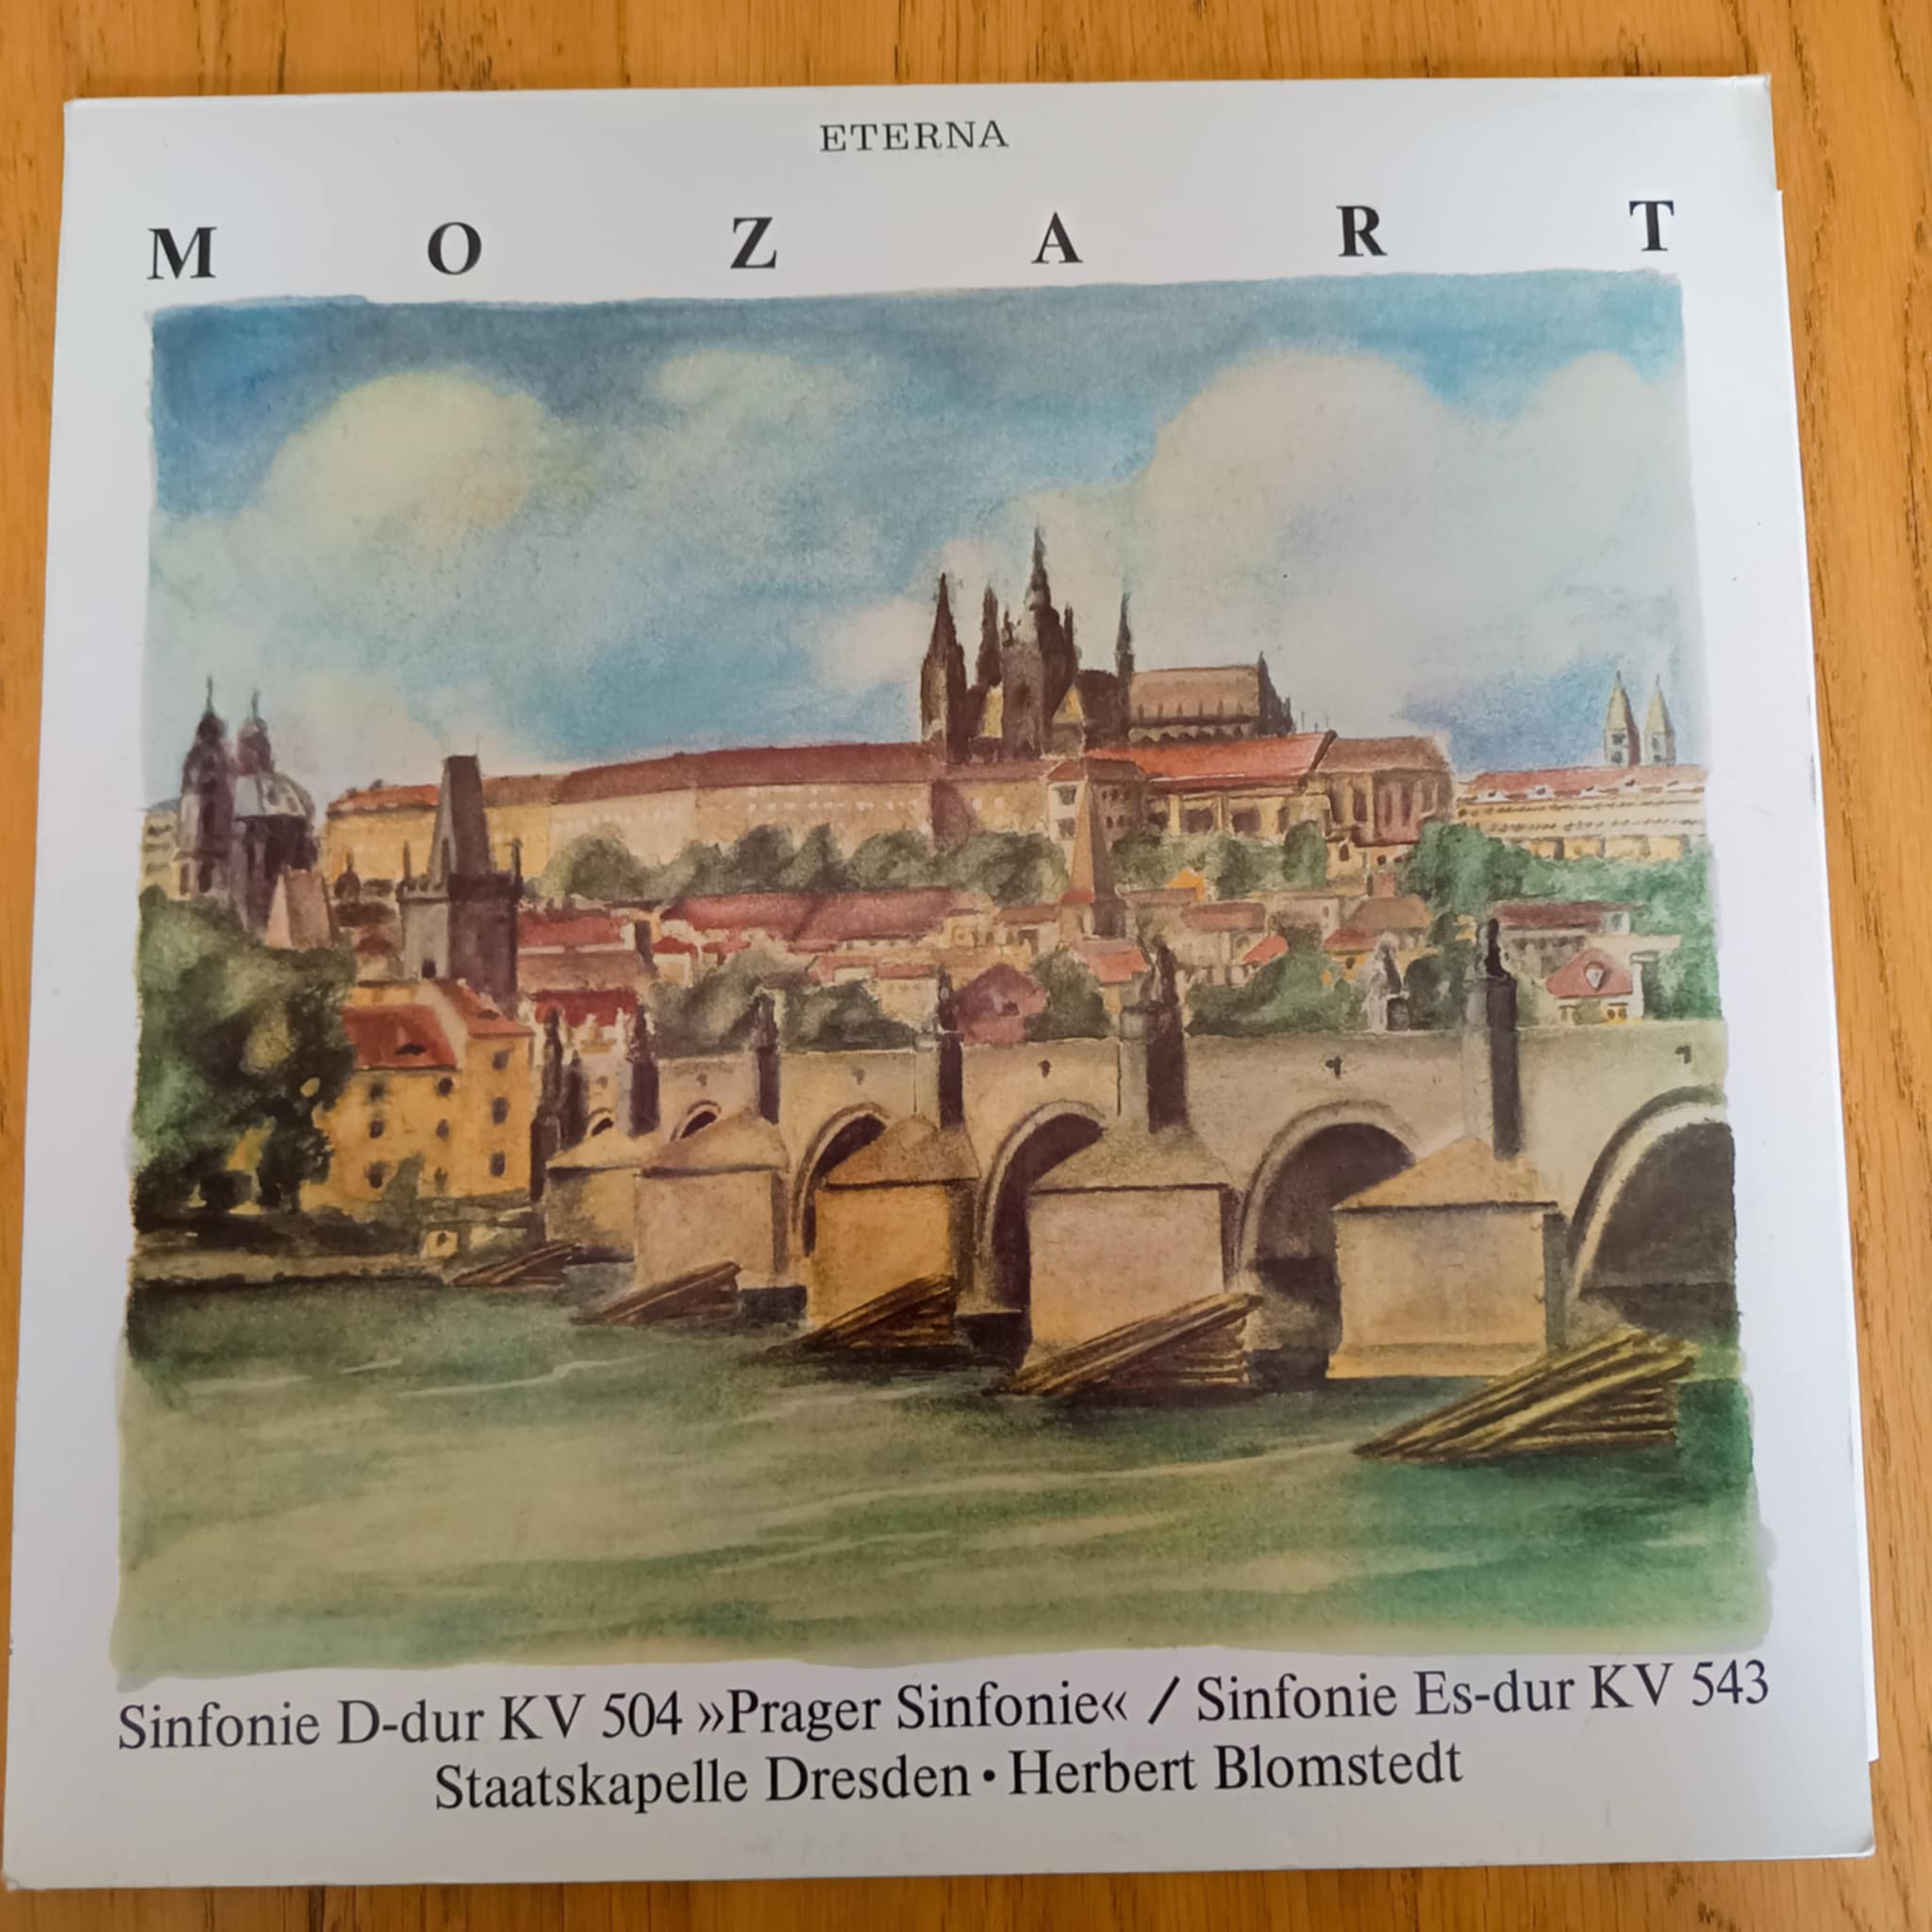 ETERNA
M O Z A R T
Sinfonie D-dur KV 504 »Prager Sinfonie« / Sinfonie Es-dur KV 543
Staatskapelle Dresden • Herbert Blomstedt